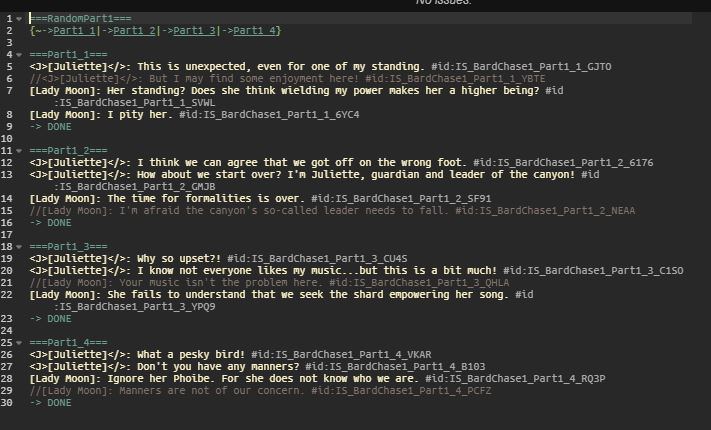 No issues.
1 ===RandomPart1===
2 {~->Part1_1|->Part1_2|->Part1_3|->Part1_4}
3
4 ===Part1_1===
5 <J>[Juliette]</>: This is unexpected, even for one of my standing. #id:IS_BardChase1_Part1_1_GJTO
6 //<J>[Juliette]</>: But I may find some enjoyment here! #id:IS_BardChase1_Part1_1_YBTE
7 [Lady Moon]: Her standing? Does she think wielding my power makes her a higher being? #id
:IS_BardChase1_Part1_1_SVWL
8 [Lady Moon]: I pity her. #id:IS_BardChase1_Part1_1_6YC4
9 -> DONE
10
11 ===Part1_2===
12 <J>[Juliette]</>: I think we can agree that we got off on the wrong foot. #id:IS_BardChase1_Part1_2_6176
13 <J>[Juliette]</>: How about we start over? I'm Juliette, guardian and leader of the canyon! #id
:IS_BardChase1_Part1_2_GMJB
14 [Lady Moon]: The time for formalities is over. #id:IS_BardChase1_Part1_2_SF91
15 //[Lady Moon]: I'm afraid the canyon's so-called leader needs to fall. #id:IS_BardChase1_Part1_2_NEAA
16 -> DONE
17
18 ===Part1_3===
19 <J>[Juliette]</>: Why so upset?! #id:IS_BardChase1_Part1_3_CU4S
20 <J>[Juliette]</>: I know not everyone likes my music...but this is a bit much! #id:IS_BardChase1_Part1_3_C1SO
21 //[Lady Moon]: Your music isn't the problem here. #id:IS_BardChase1_Part1_3_QHLA
22 [Lady Moon]: She fails to understand that we seek the shard empowering her song. #id
:IS_BardChase1_Part1_3_YPQ9
23 -> DONE
24
25 ===Part1_4===
26 <J>[Juliette]</>: What a pesky bird! #id:IS_BardChase1_Part1_4_VKAR
27 <J>[Juliette]</>: Don't you have any manners? #id:IS_BardChase1_Part1_4_B103
28 [Lady Moon]: Ignore her Phoibe. For she does not know who we are. #id:IS_BardChase1_Part1_4_RQ3P
29 //[Lady Moon]: Manners are not of our concern. #id:IS_BardChase1_Part1_4_PCFZ
30 -> DONE